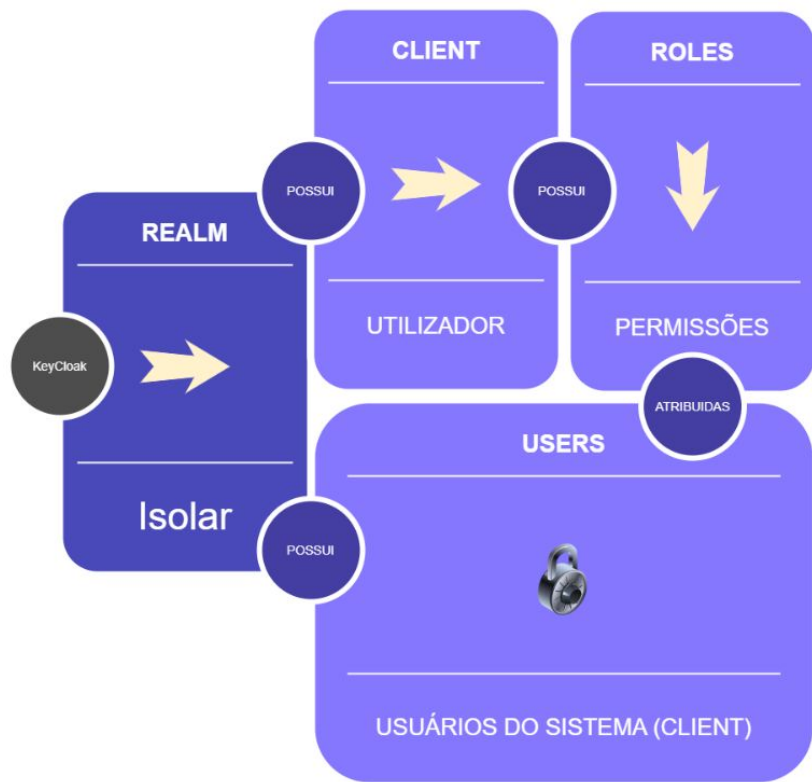 CLIENT
ROLES
POSSUI
POSSUI
REALM
UTILIZADOR
PERMISSÕES
KeyCloak
ATRIBUIDAS
USERS
Isolar
POSSUI
USUÁRIOS DO SISTEMA (CLIENT)